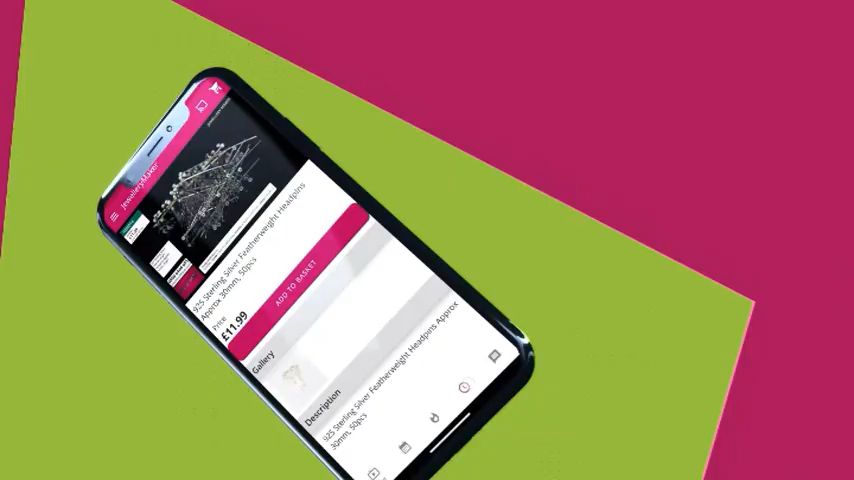 JewelleryMaker
925 Sterling Silver Featherweight Headpins
Approx 30mm, 50pcs
Price
£11.99
ADD TO BASKET
Gallery
Description
925 Sterling Silver Featherweight Headpins Approx
30mm, 50pcs